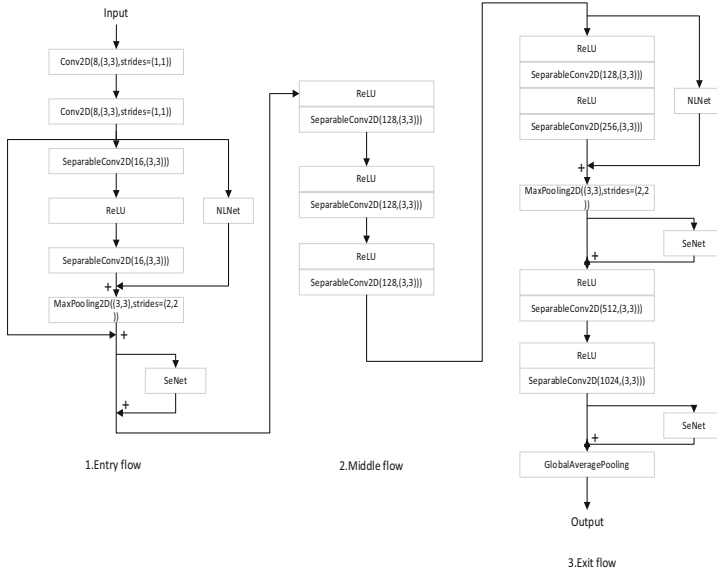 Input
Conv2D(8,(3,3),strides=(1,1))
Conv2D(8,(3,3),strides=(1,1))
SeparableConv2D(16,(3,3)))
ReLU
NLNet
SeparableConv2D(16,(3,3)))
+
MaxPooling2D((3,3),strides=(2,2
))
+
SeNet
+
1.Entry flow
ReLU
SeparableConv2D(128,(3,3)))
ReLU
SeparableConv2D(128,(3,3)))
ReLU
SeparableConv2D(128,(3,3)))
2.Middle flow
ReLU
SeparableConv2D(128,(3,3)))
ReLU
NLNet
SeparableConv2D(256,(3,3)))
+
MaxPooling2D((3,3),strides=(2,2
))
SeNet
+
ReLU
SeparableConv2D(512,(3,3)))
ReLU
SeparableConv2D(1024,(3,3)))
SeNet
+
GlobalAveragePooling
Output
3.Exit flow